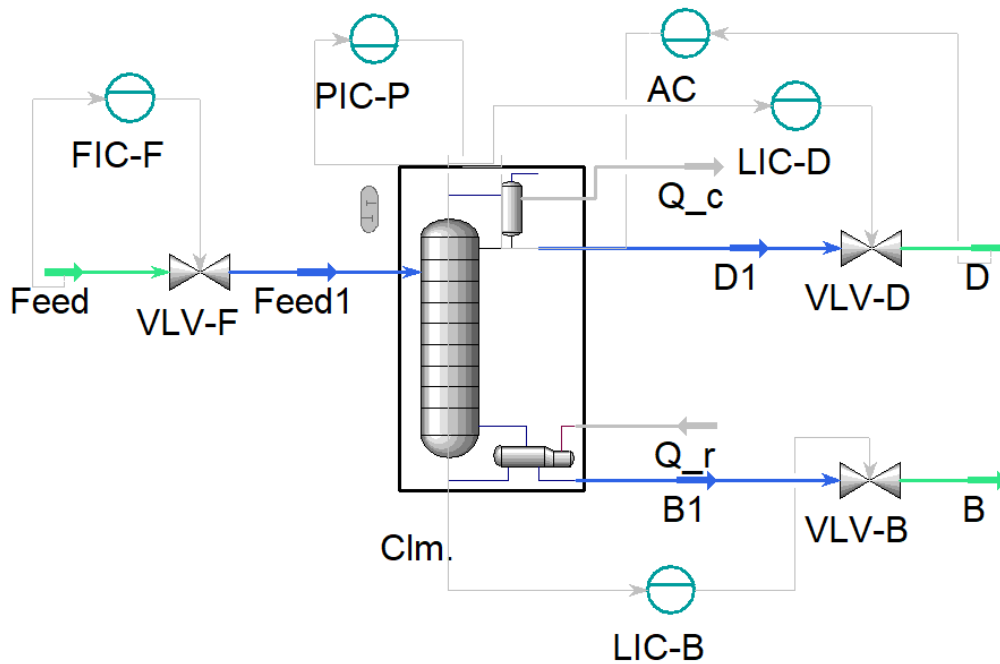 PIC-P
AC
FIC-F
LIC-D
Q_c
Feed
VLV-F
Feed1
D1
VLV-D
D
Q_r
B1
VLV-B
B
Clm.
LIC-B